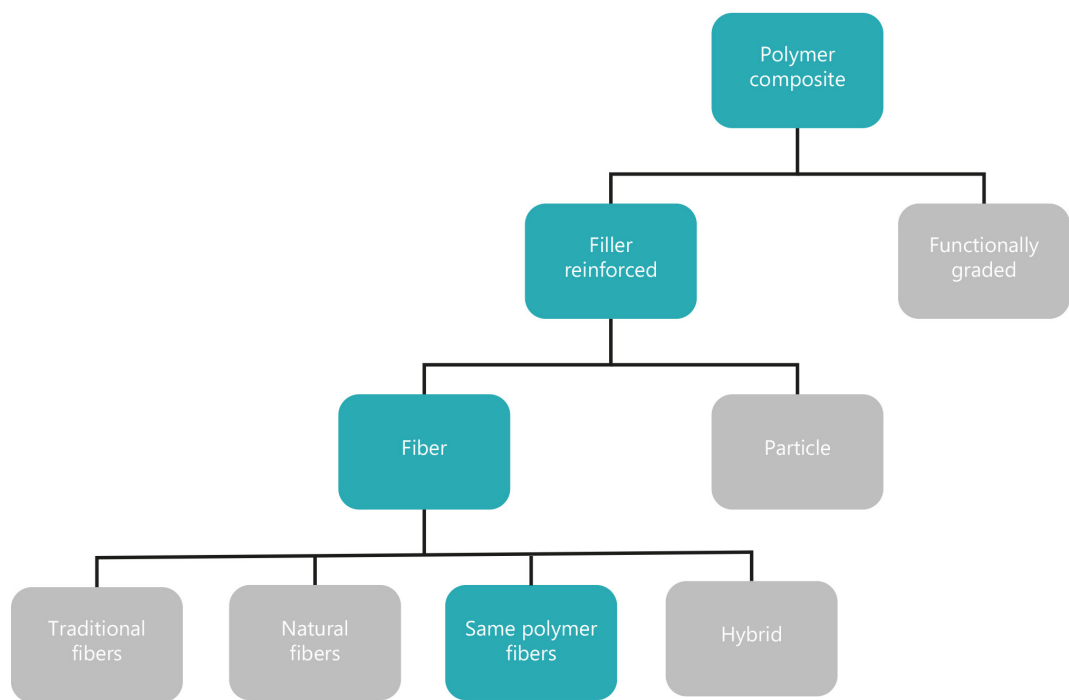 Polymer
composite
Filler
reinforced
Functionally
graded
Fiber
Particle
Traditional
fibers
Natural
fibers
Same polymer
fibers
Hybrid